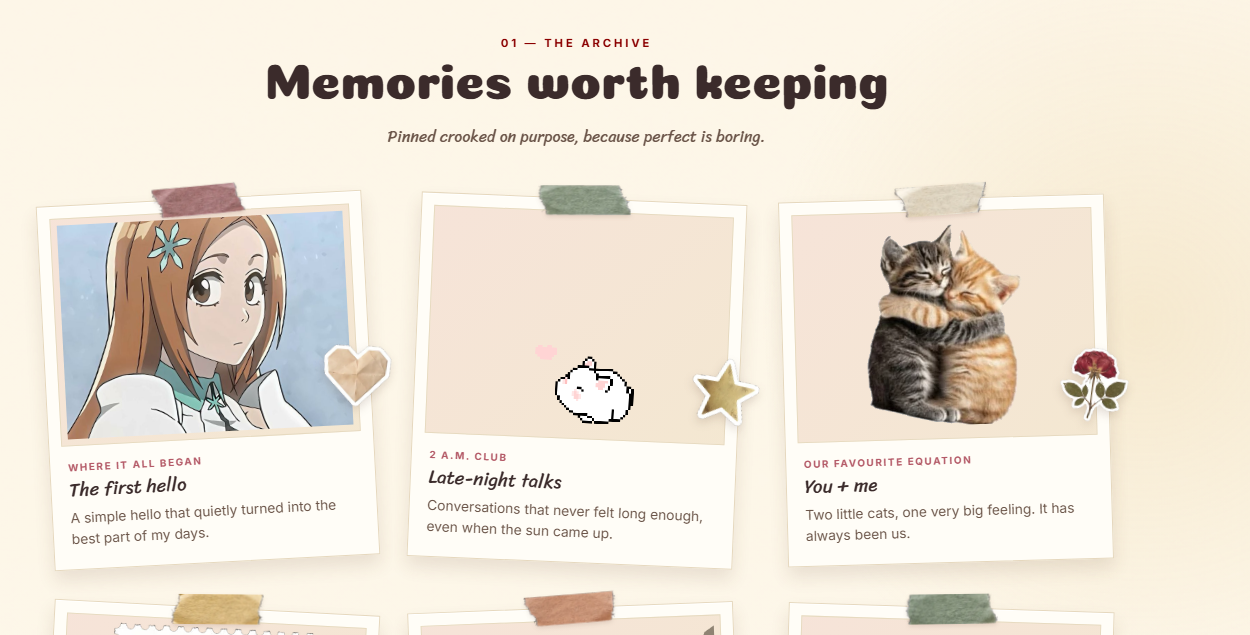 01 — THE ARCHIVE
Memories worth keeping
Pinned crooked on purpose, because perfect is boring.
WHERE IT ALL BEGAN
The first hello
A simple hello that quietly turned into the
best part of my days.
2 A.M. CLUB
Late-night talks
Conversations that never felt long enough,
even when the sun came up.
OUR FAVOURITE EQUATION
You + me
Two little cats, one very big feeling. It has
always been us.